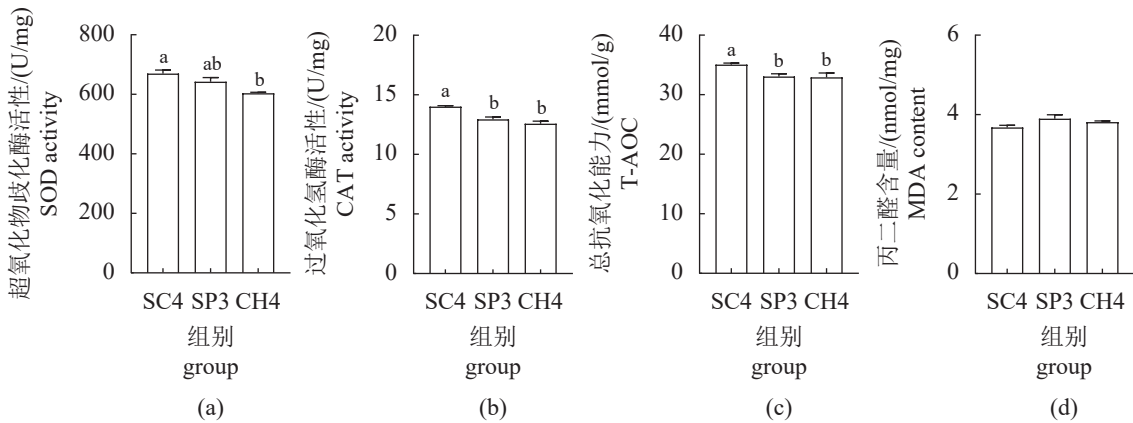 超氧化物歧化酶活性/(U/mg)
SOD activity
800
600
400
200
0
a
ab
b
SC4 SP3 CH4
组别
group
(a)
过氧化氢酶活性/(U/mg)
CAT activity
20
15
10
5
0
a
b
b
SC4 SP3 CH4
组别
group
(b)
总抗氧化能力/(mmol/g)
T-AOC
40
30
20
10
0
a
b
b
SC4 SP3 CH4
组别
group
(c)
丙二醛含量/(nmol/mg)
MDA content
6
4
2
0
SC4 SP3 CH4
组别
group
(d)